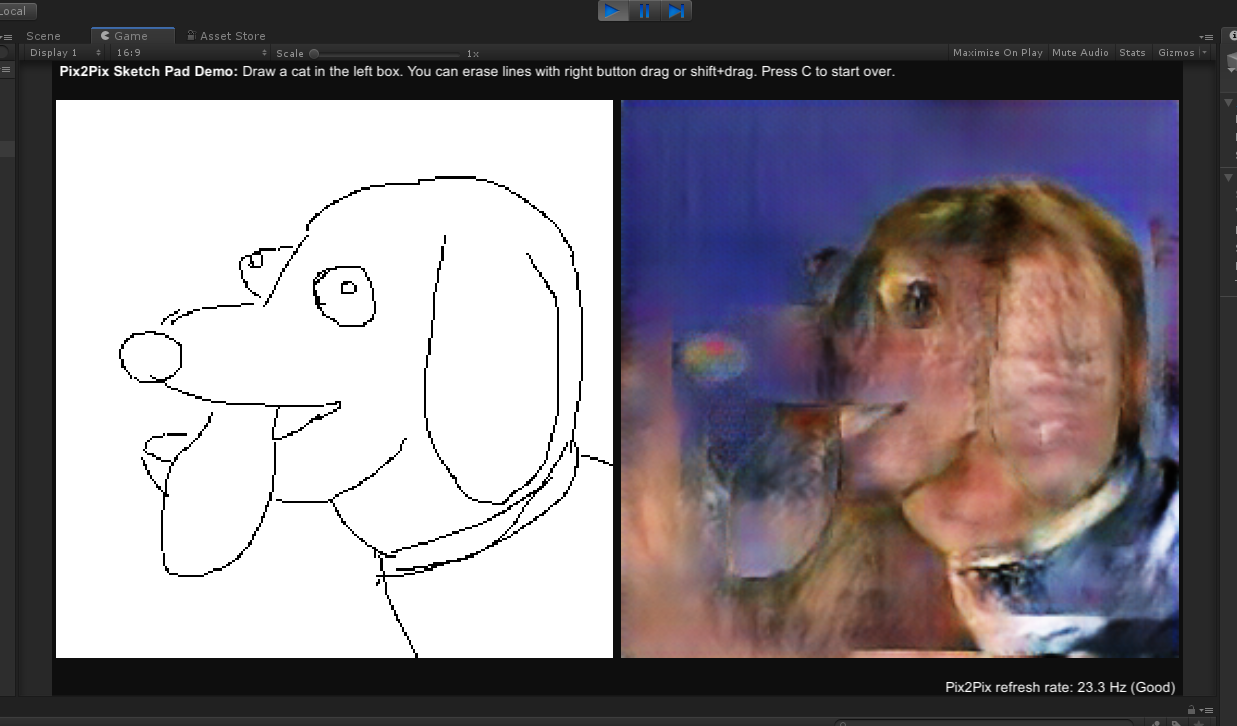 Local
Scene
Game
Asset Store
Display 1
16:9
Scale
1x
Maximize On Play
Mute Audio
Stats
Gizmos
Pix2Pix Sketch Pad Demo: Draw a cat in the left box. You can erase lines with right button drag or shift+drag. Press C to start over.
Pix2Pix refresh rate: 23.3 Hz (Good)